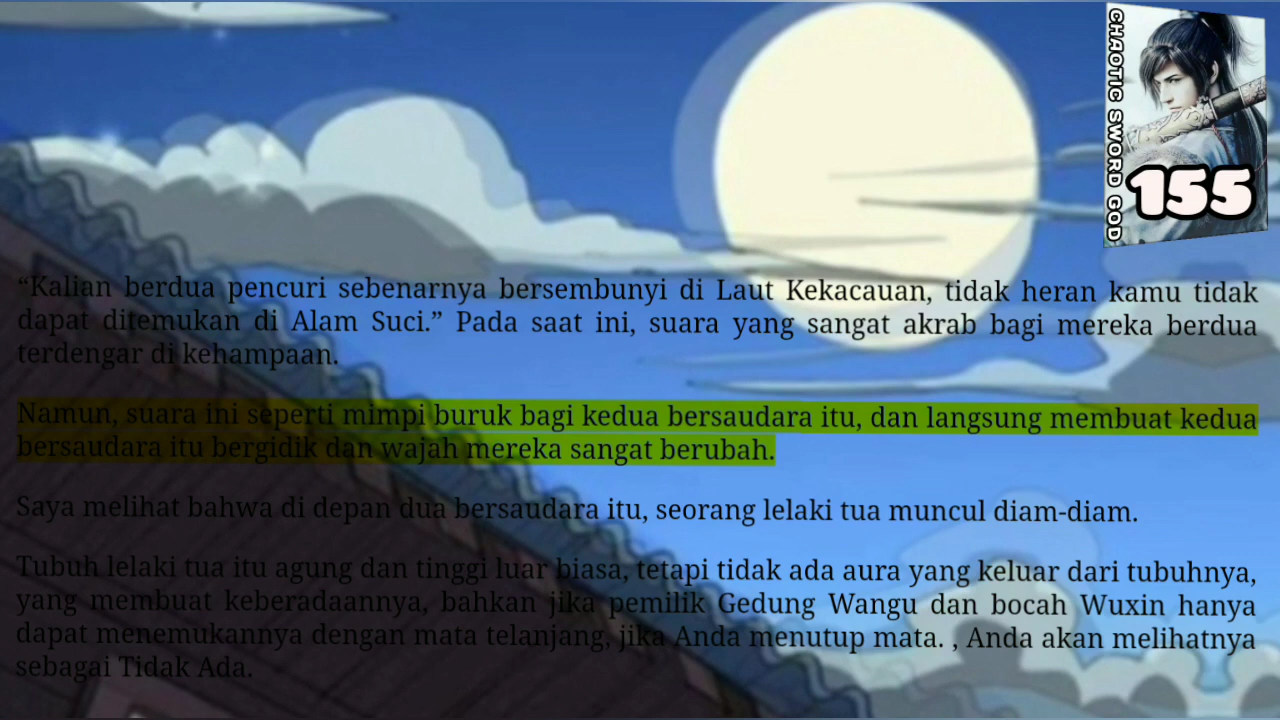 CHAOTIC SWORD GOD
155
“Kalian berdua pencuri sebenarnya bersembunyi di Laut Kekacauan, tidak heran kamu tidak
dapat ditemukan di Alam Suci.” Pada saat ini, suara yang sangat akrab bagi mereka berdua
terdengar di kehampaan.
Namun, suara ini seperti mimpi buruk bagi kedua bersaudara itu, dan langsung membuat kedua
bersaudara itu bergidik dan wajah mereka sangat berubah.
Saya melihat bahwa di depan dua bersaudara itu, seorang lelaki tua muncul diam-diam.
Tubuh lelaki tua itu agung dan tinggi luar biasa, tetapi tidak ada aura yang keluar dari tubuhnya,
yang membuat keberadaannya, bahkan jika pemilik Gedung Wangu dan bocah Wuxin hanya
dapat menemukannya dengan mata telanjang, jika Anda menutup mata. , Anda akan melihatnya
sebagai Tidak Ada.